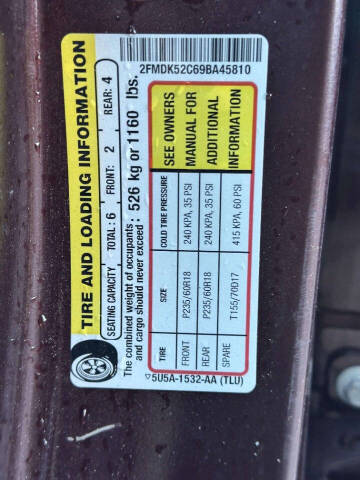 2FMDK52C69BA45810
TIRE AND LOADING INFORMATION
SEATING CAPACITY TOTAL: 6 FRONT: 2 REAR: 4
The combined weight of occupants and cargo should never exceed: 526 kg or 1160 lbs.
TIRE SIZE COLD TIRE PRESSURE
FRONT P235/60R18 240 KPA, 35 PSI
REAR P235/60R18 240 KPA, 35 PSI
SPARE T155/70D17 415 KPA, 60 PSI
SEE OWNERS
MANUAL FOR
ADDITIONAL
INFORMATION
5U5A-1532-AA (TLU)